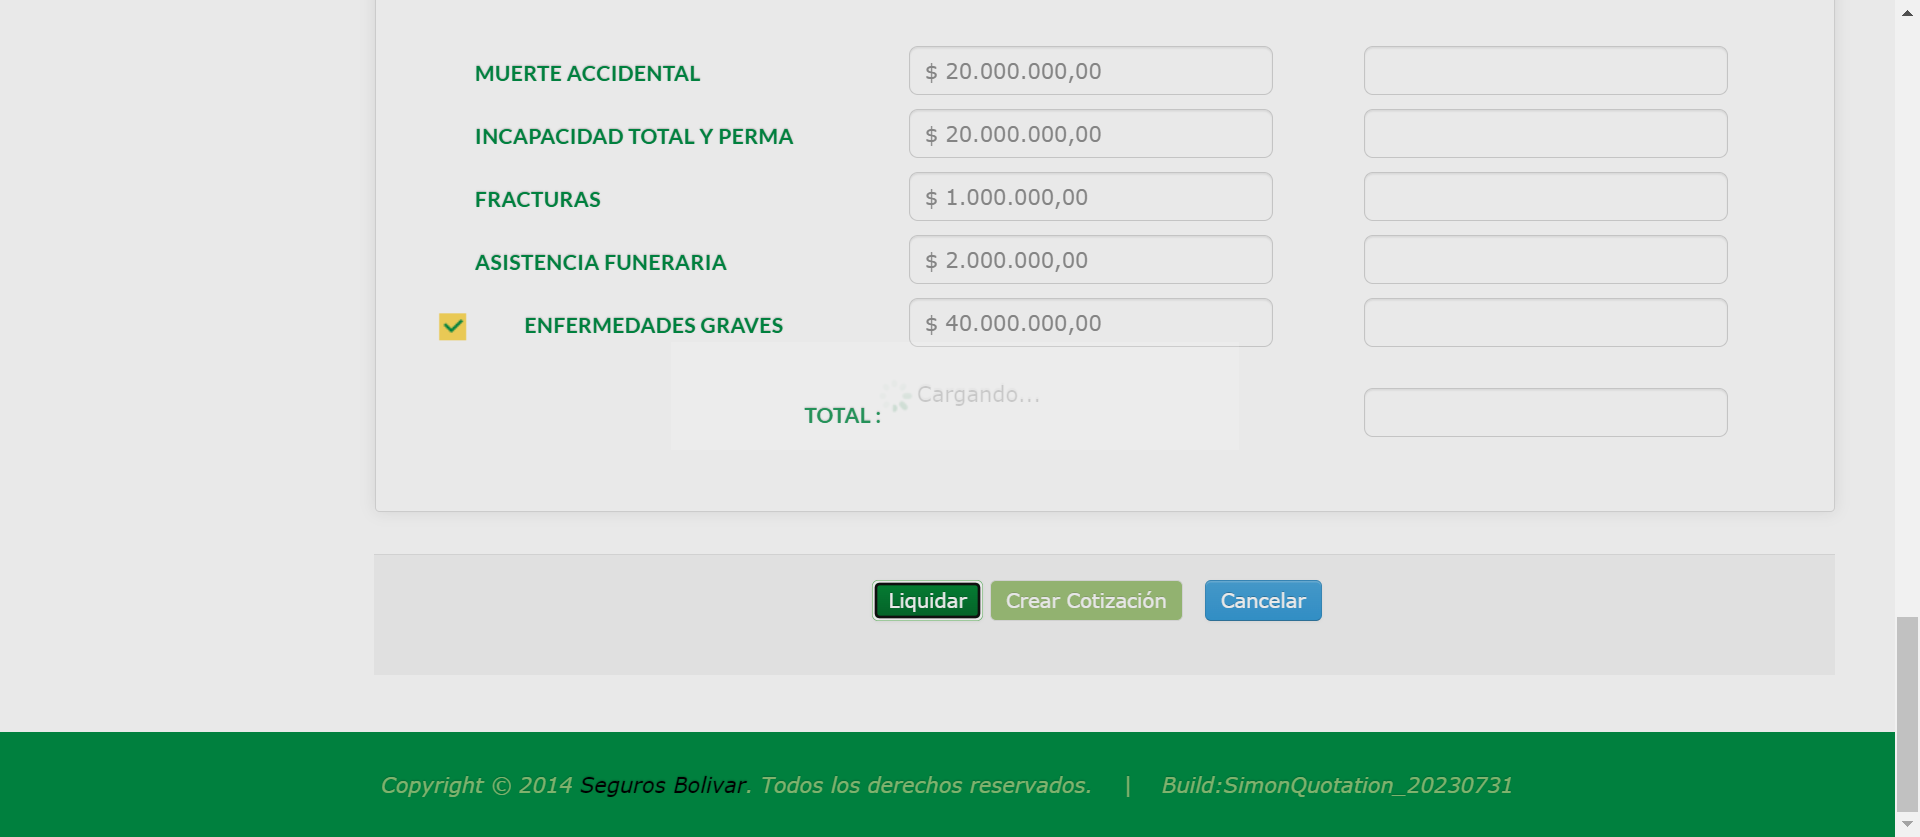 MUERTE ACCIDENTAL $ 20.000.000,00
INCAPACIDAD TOTAL Y PERMA $ 20.000.000,00
FRACTURAS $ 1.000.000,00
ASISTENCIA FUNERARIA $ 2.000.000,00
ENFERMEDADES GRAVES $ 40.000.000,00
Cargando...
TOTAL :
Liquidar Crear Cotización Cancelar
Copyright © 2014 Seguros Bolivar. Todos los derechos reservados. | Build:SimonQuotation_20230731